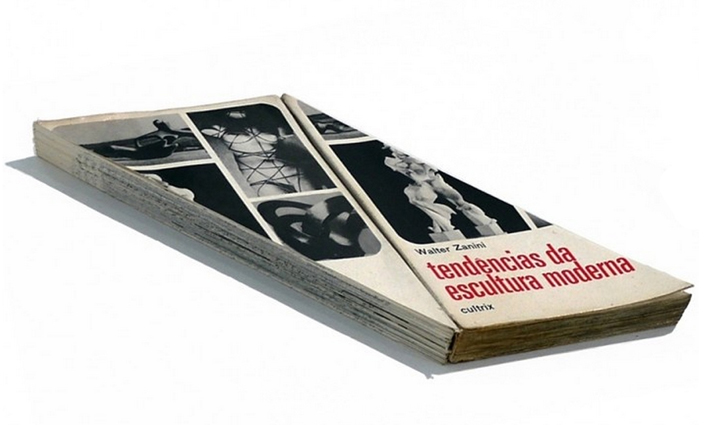 Walter Zanini
tendências da
escultura moderna
cultrix